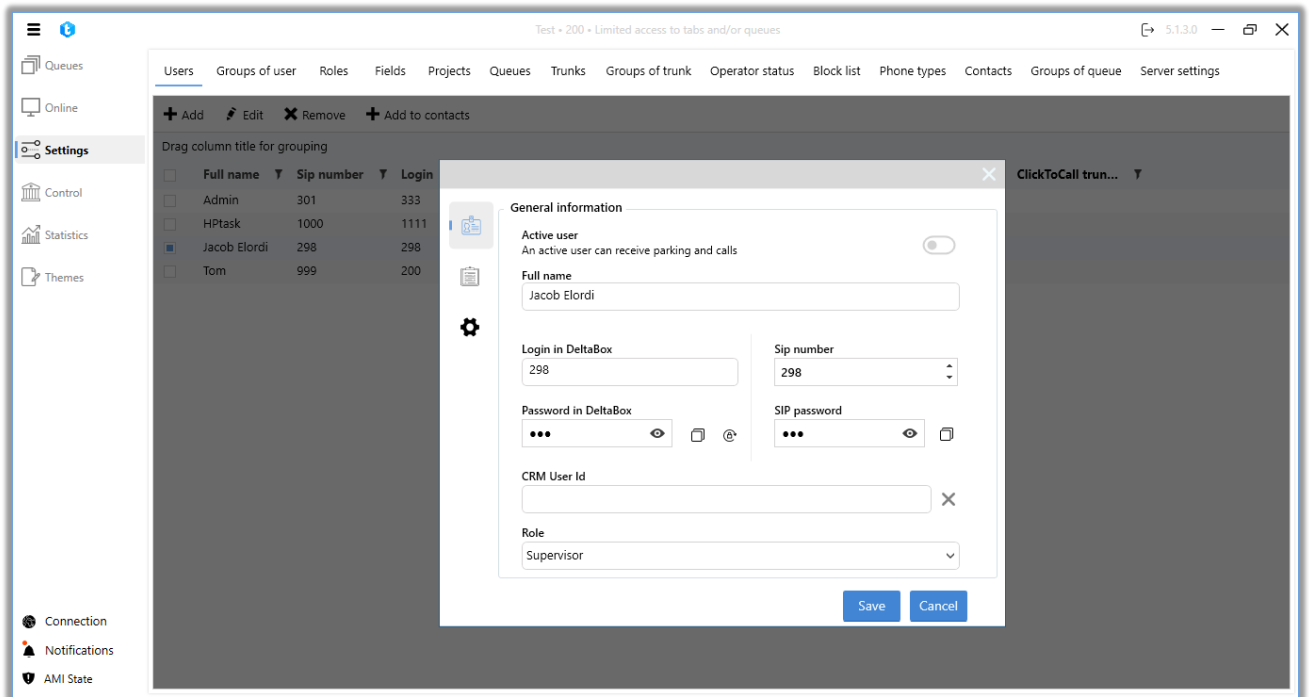 Test • 200 • Limited access to tabs and/or queues
5.1.3.0
Queues
Online
Settings
Control
Statistics
Themes
Connection
Notifications
AMI State
Users Groups of user Roles Fields Projects Queues Trunks Groups of trunk Operator status Block list Phone types Contacts Groups of queue Server settings
Add Edit Remove Add to contacts
Drag column title for grouping
Full name Sip number Login ClickToCall trun...
Admin 301 333
HPtask 1000 1111
Jacob Elordi 298 298
Tom 999 200
General information
Active user
An active user can receive parking and calls
Full name
Jacob Elordi
Login in DeltaBox Sip number
298 298
Password in DeltaBox SIP password
••• •••
CRM User Id
Role
Supervisor
Save Cancel